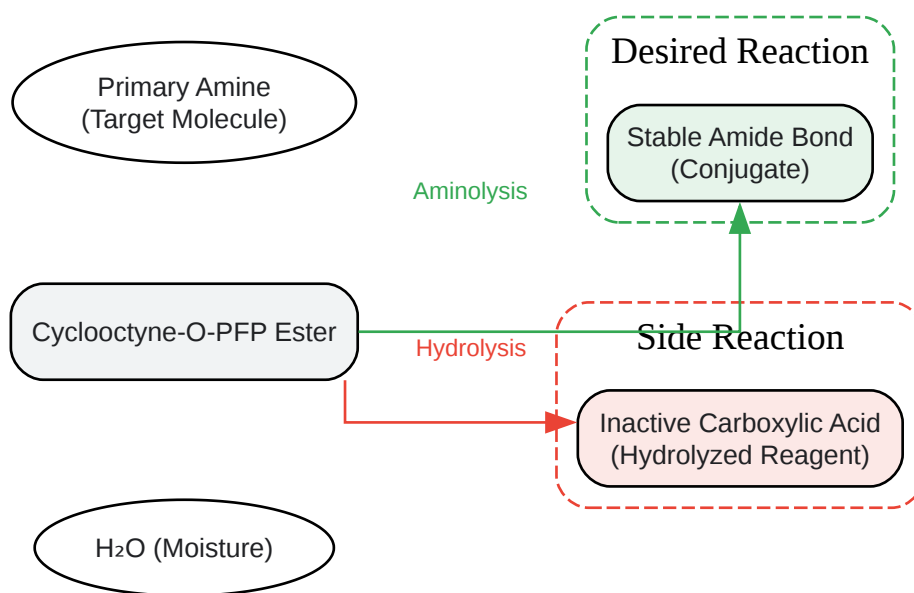 Desired Reaction
Primary Amine
(Target Molecule)
Stable Amide Bond
(Conjugate)
Aminolysis
Cyclooctyne-O-PFP Ester
Hydrolysis
Side Reaction
Inactive Carboxylic Acid
(Hydrolyzed Reagent)
H₂O (Moisture)